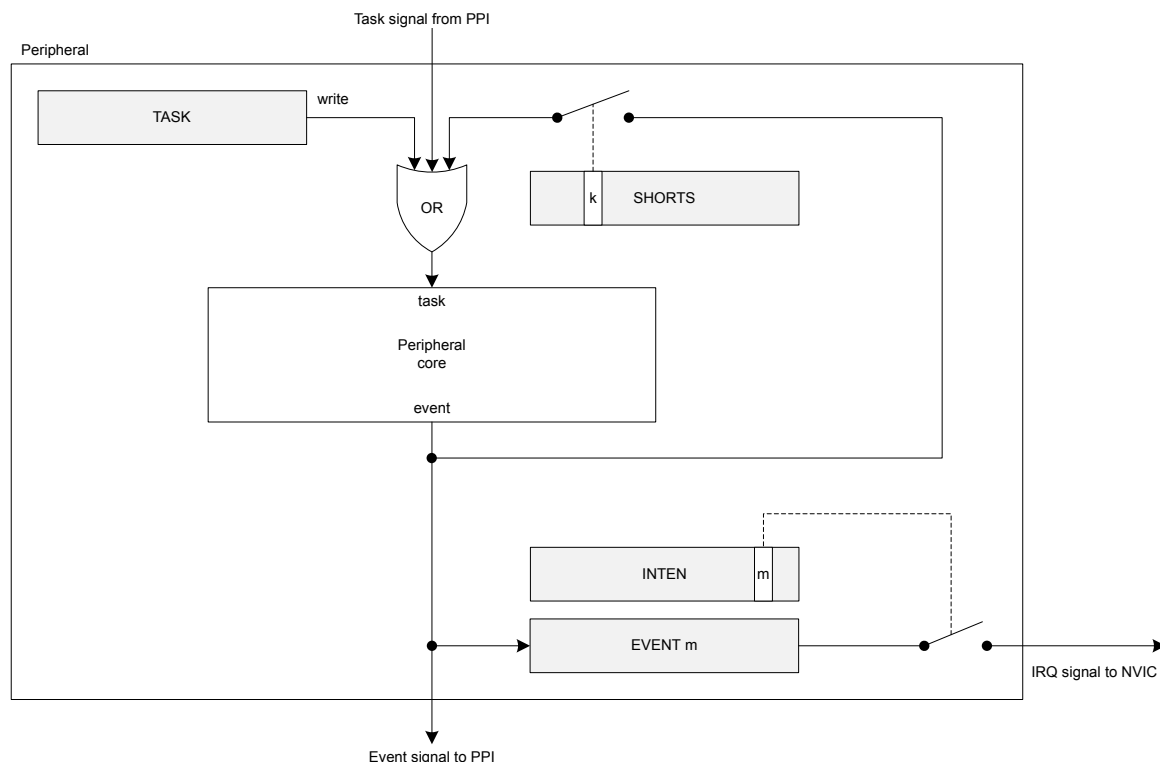 Task signal from PPI
Peripheral
write
TASK
k
SHORTS
OR
task
Peripheral
core
event
INTEN
m
EVENT m
IRQ signal to NVIC
Event signal to PPI